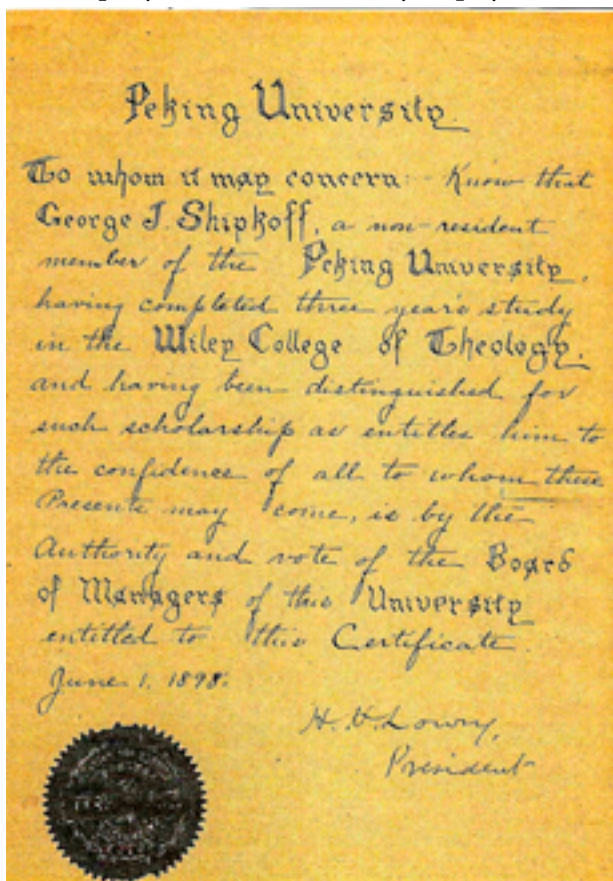 Peking University.
To whom it may concern:- Know that
George J. Shipkoff, a non-resident
member of the Peking University,
having completed three year's study
in the Wiley College of Theology,
and having been distinguished for
such scholarship as entitles him to
the confidence of all to whom these
Presents may come, is by the
Authority and vote of the Board
of Managers of this University
entitled to this Certificate.
June 1, 1898.
H. H. Lowry,
President